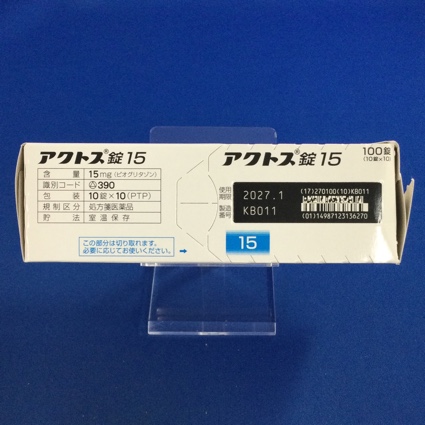 アクトス®錠15
含 量 15mg（ピオグリタゾン）
識別コード 390
包 装 10錠×10（PTP）
規制区分 処方箋医薬品
貯 法 室温保存
この部分は切り取れます。
必要に応じてお使いください。
アクトス®錠15
100錠
（10錠×10）
使用期限 2027.1
製造番号 KB011
(17)270100(10)KB011
(01)14987123136270
15